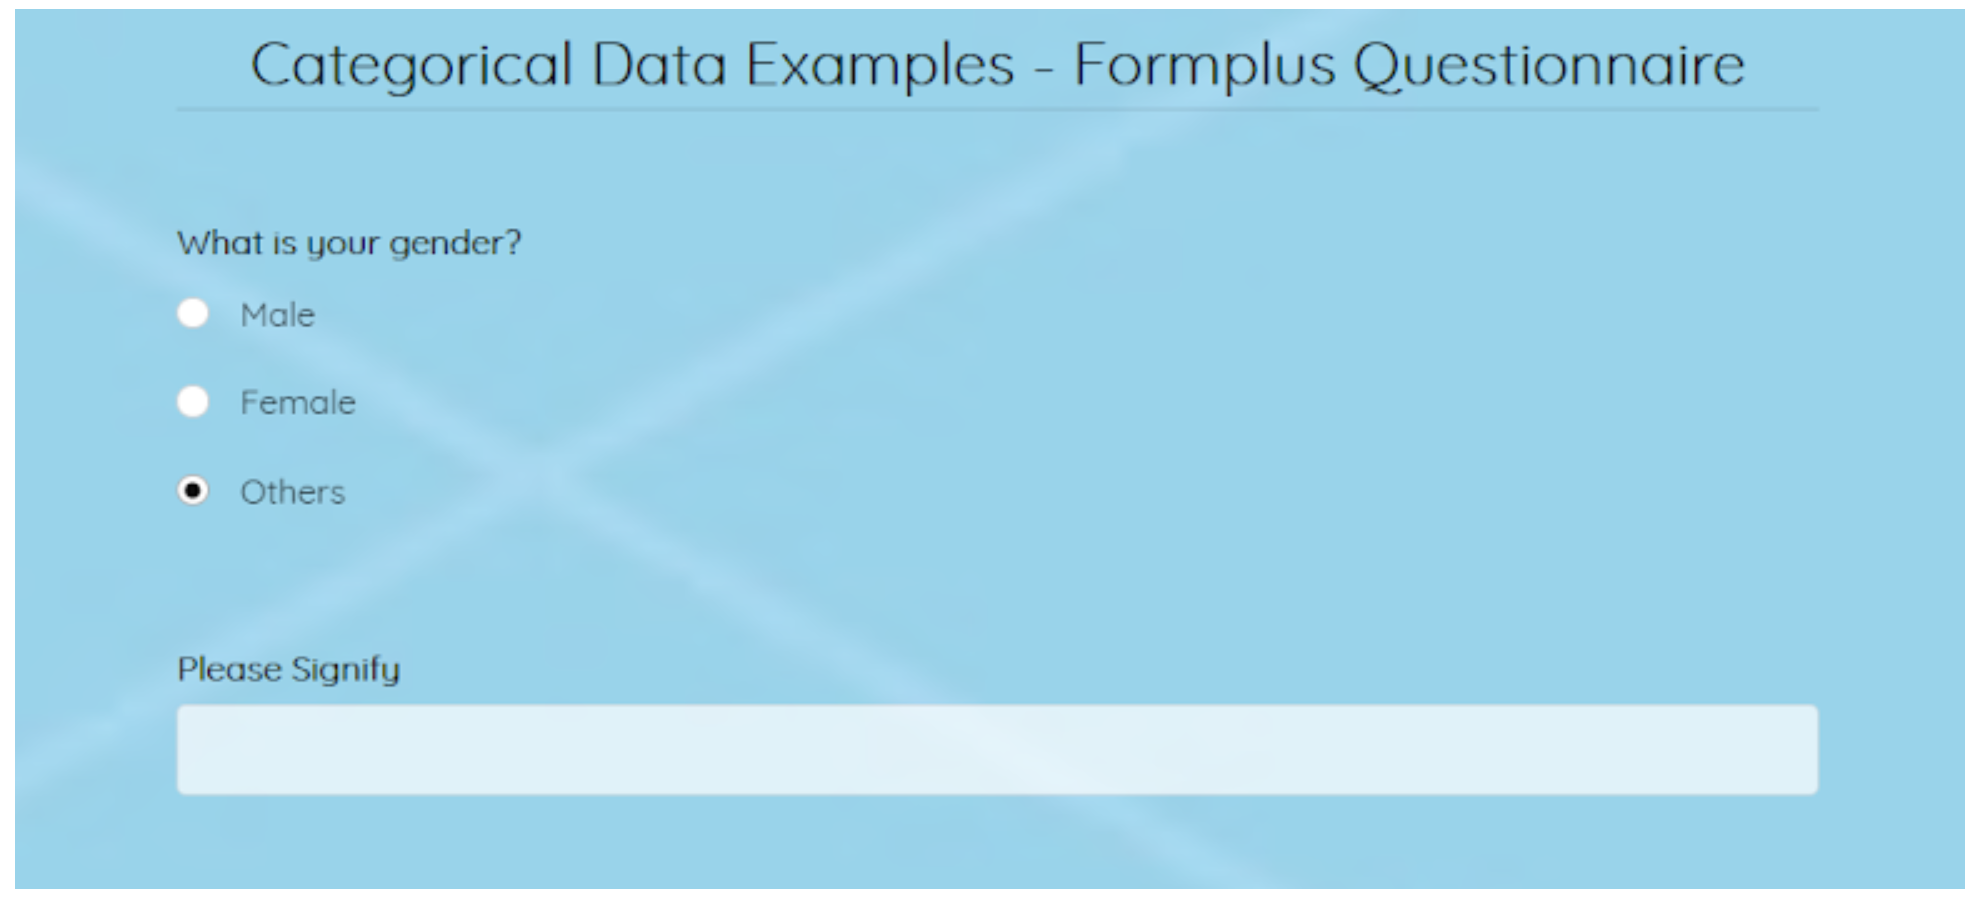 Categorical Data Examples - Formplus Questionnaire
What is your gender?
Male
Female
Others
Please Signify